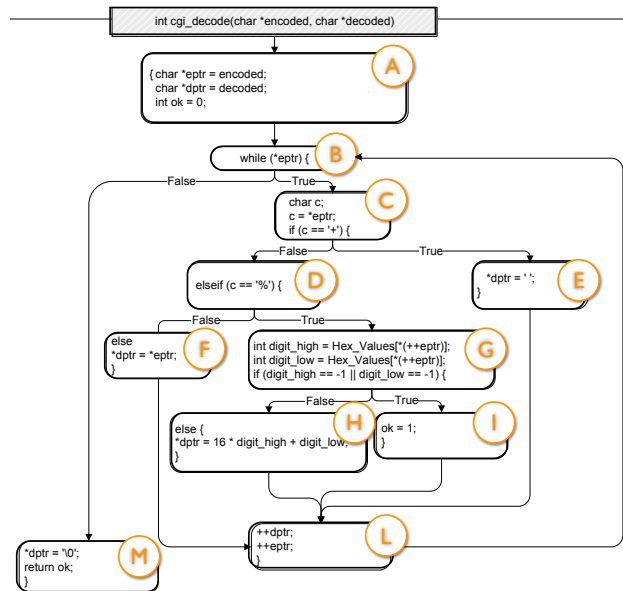 int cgi_decode(char *encoded, char *decoded)
A
{ char *eptr = encoded;
char *dptr = decoded;
int ok = 0;
while (*eptr) {
B
False
True
char c;
c = *eptr;
if (c == '+') {
C
False
True
elseif (c == '%') {
D
*dptr = ' ';
}
E
False
True
else
*dptr = *eptr;
}
F
int digit_high = Hex_Values[*(++eptr)];
int digit_low = Hex_Values[*(++eptr)];
if (digit_high == -1 || digit_low == -1) {
G
False
True
else {
*dptr = 16 * digit_high + digit_low;
}
H
ok = 1;
}
I
++dptr;
++eptr;
}
L
*dptr = '\0';
return ok;
}
M